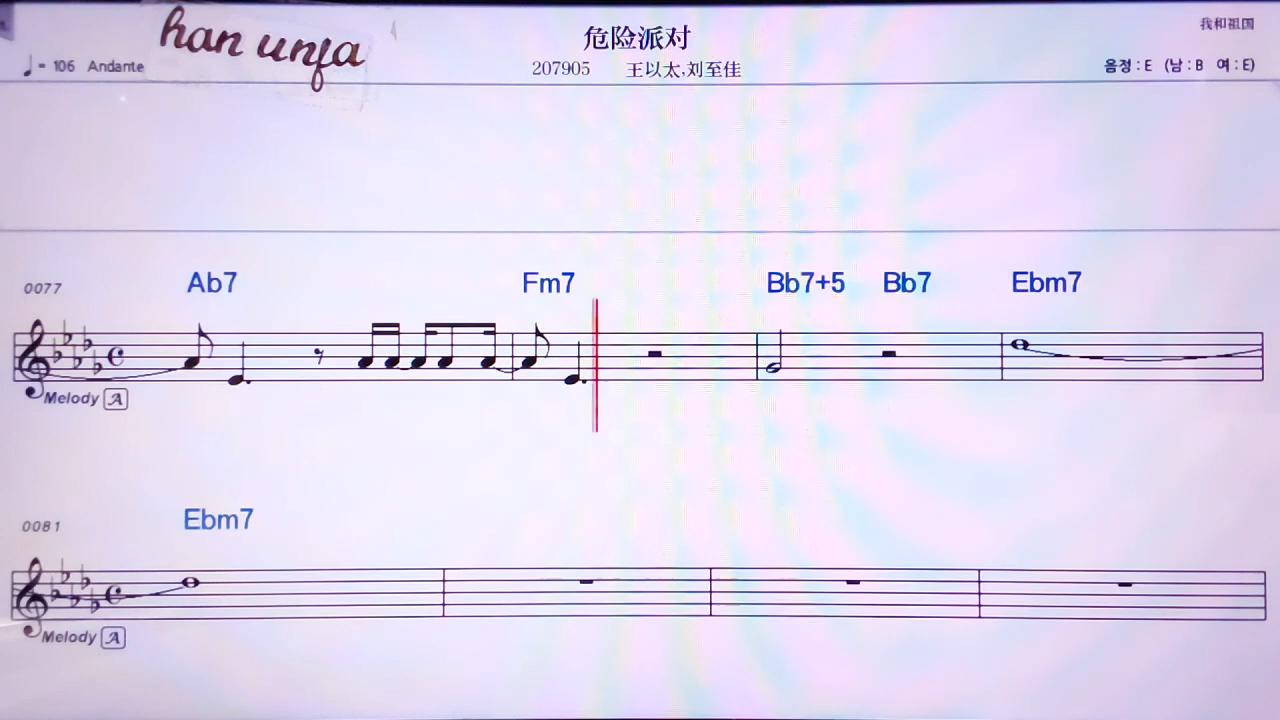 han unfa
危险派对
我和祖国
♩= 106 Andante
207905 王以太,刘至佳
음정 : E (남 : B 여 : E)
0077
Ab7 Fm7 Bb7+5 Bb7 Ebm7
Melody A
0081
Ebm7
Melody A